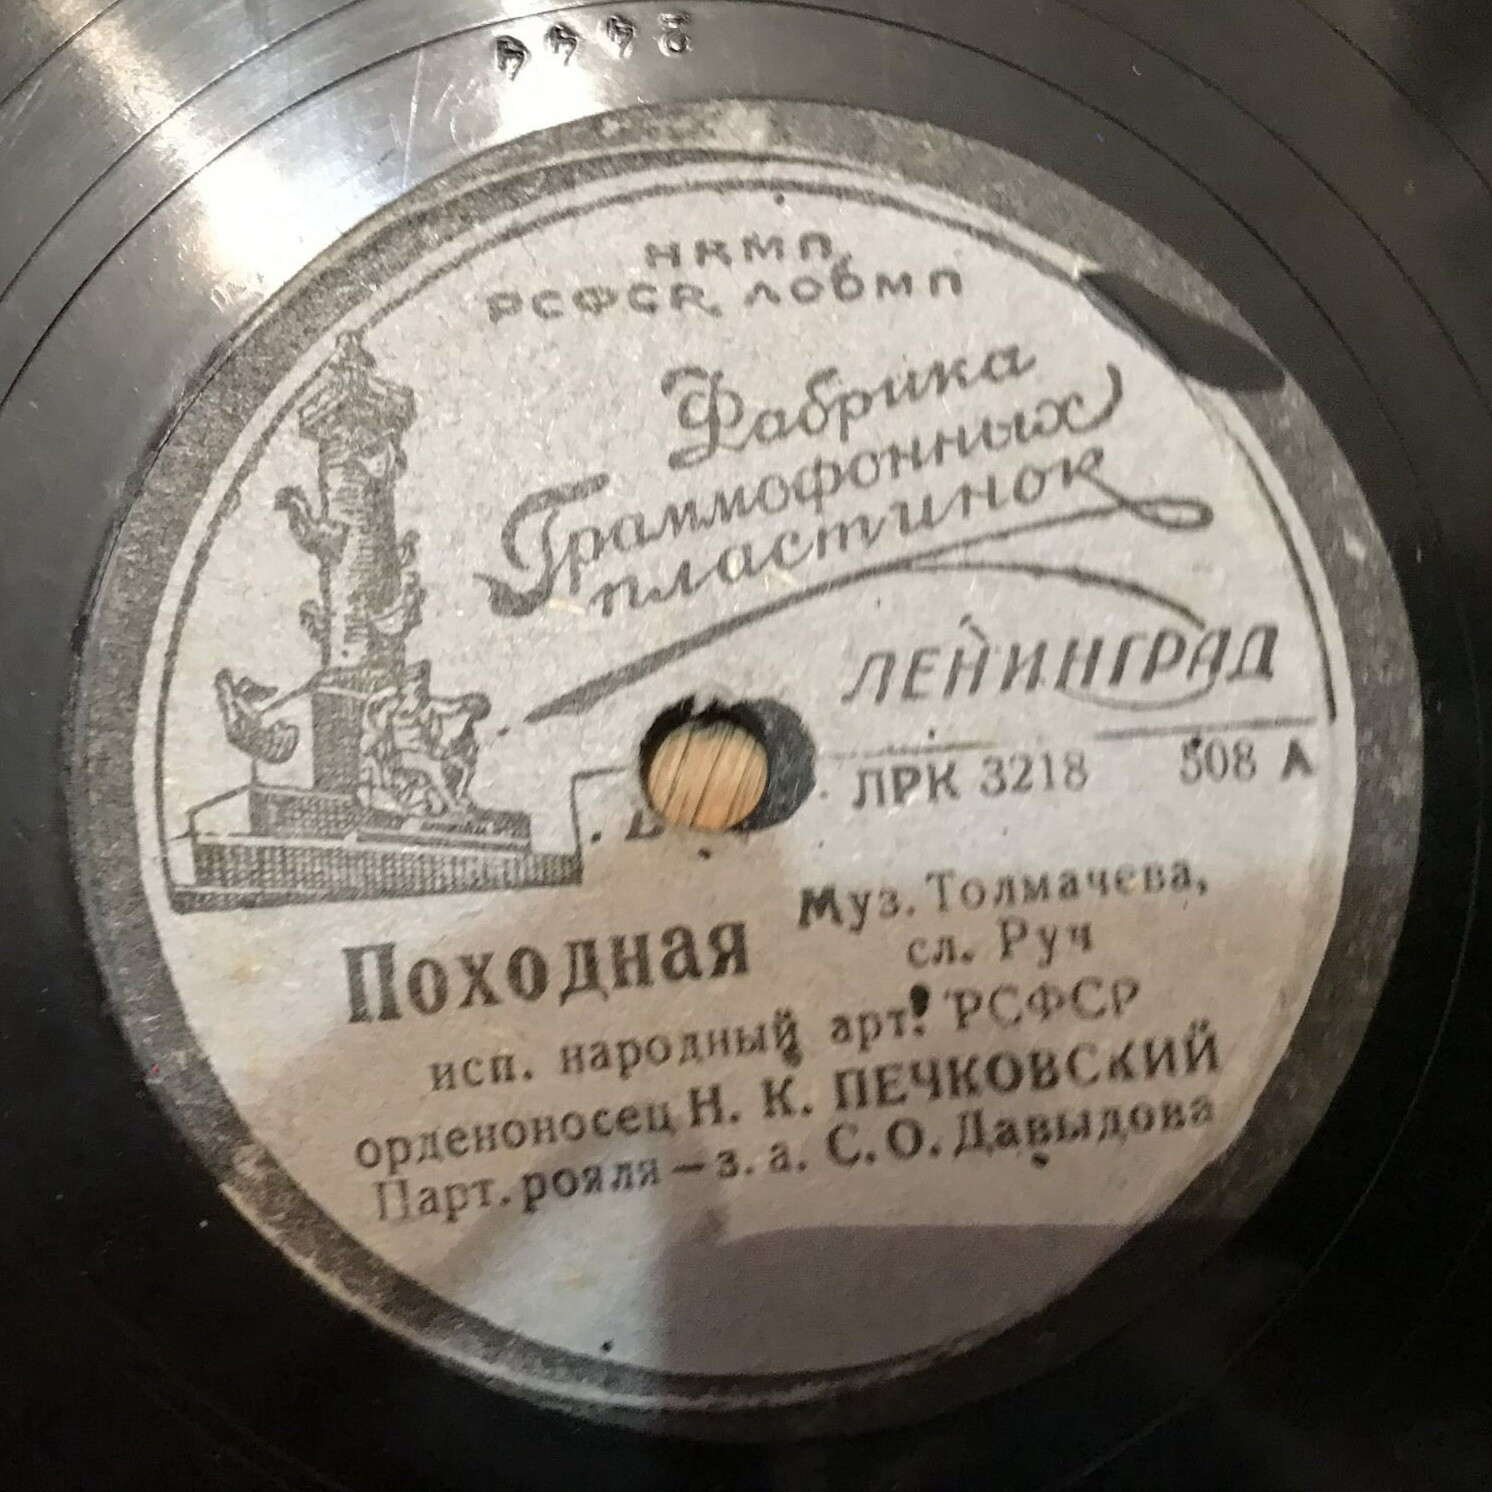 НКМП
РСФСР, ЛОБМП
Фабрика
Граммофонных
пластинок
ЛЕНИНГРАД
ЛРК 3218 508 А
Походная Муз. Толмачева,
сл. Руч
исп. народный арт. РСФСР
орденоносец Н. К. ПЕЧКОВСКИЙ
Парт. рояля — з. а. С. О. Давыдова